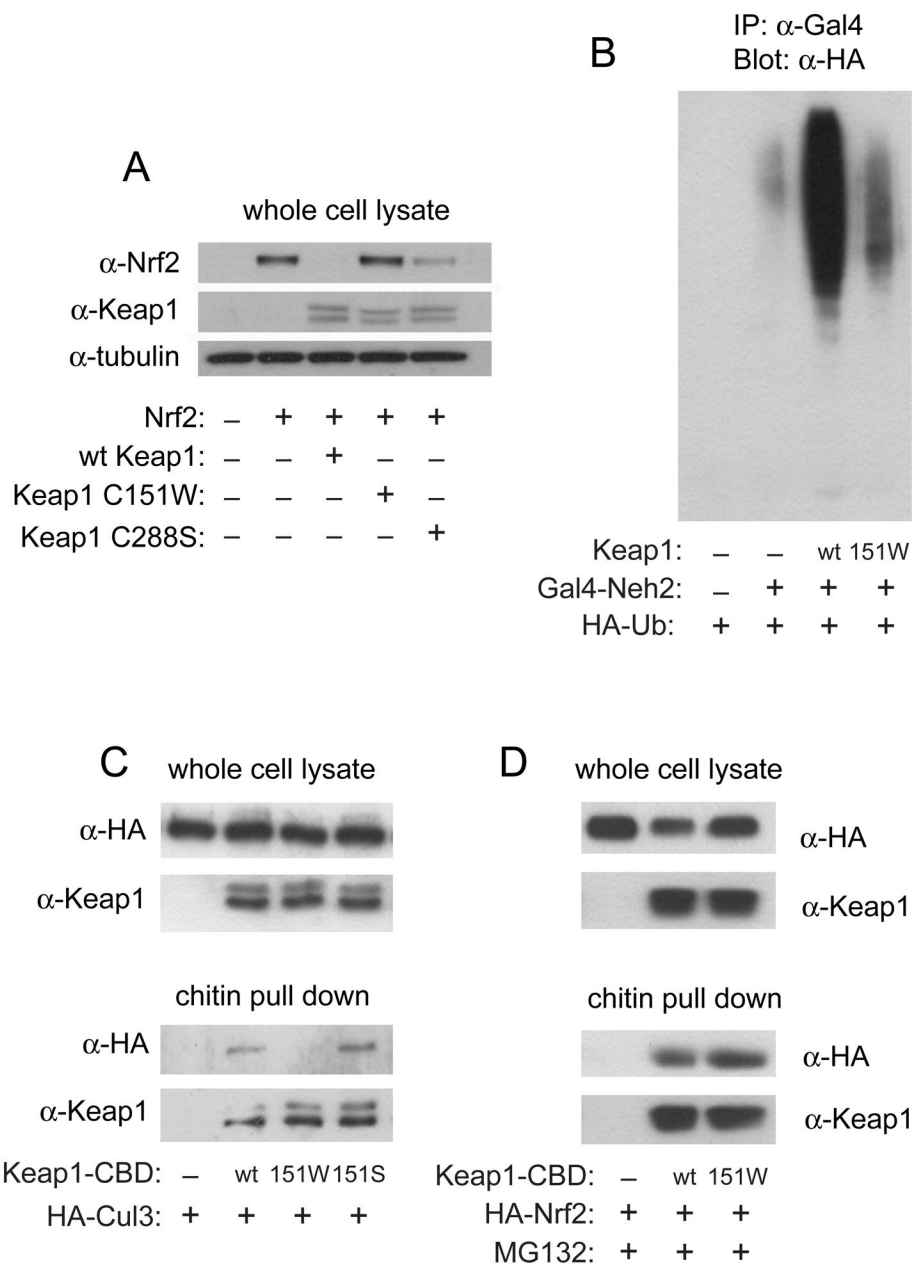 A
whole cell lysate
α-Nrf2
α-Keap1
α-tubulin
Nrf2: – + + + +
wt Keap1: – – + – –
Keap1 C151W: – – – + –
Keap1 C288S: – – – – +
B
IP: α-Gal4
Blot: α-HA
Keap1: – – wt 151W
Gal4-Neh2: – + + +
HA-Ub: + + + +
C
whole cell lysate
α-HA
α-Keap1
chitin pull down
α-HA
α-Keap1
Keap1-CBD: – wt 151W 151S
HA-Cul3: + + + +
D
whole cell lysate
α-HA
α-Keap1
chitin pull down
α-HA
α-Keap1
Keap1-CBD: – wt 151W
HA-Nrf2: + + +
MG132: + + +